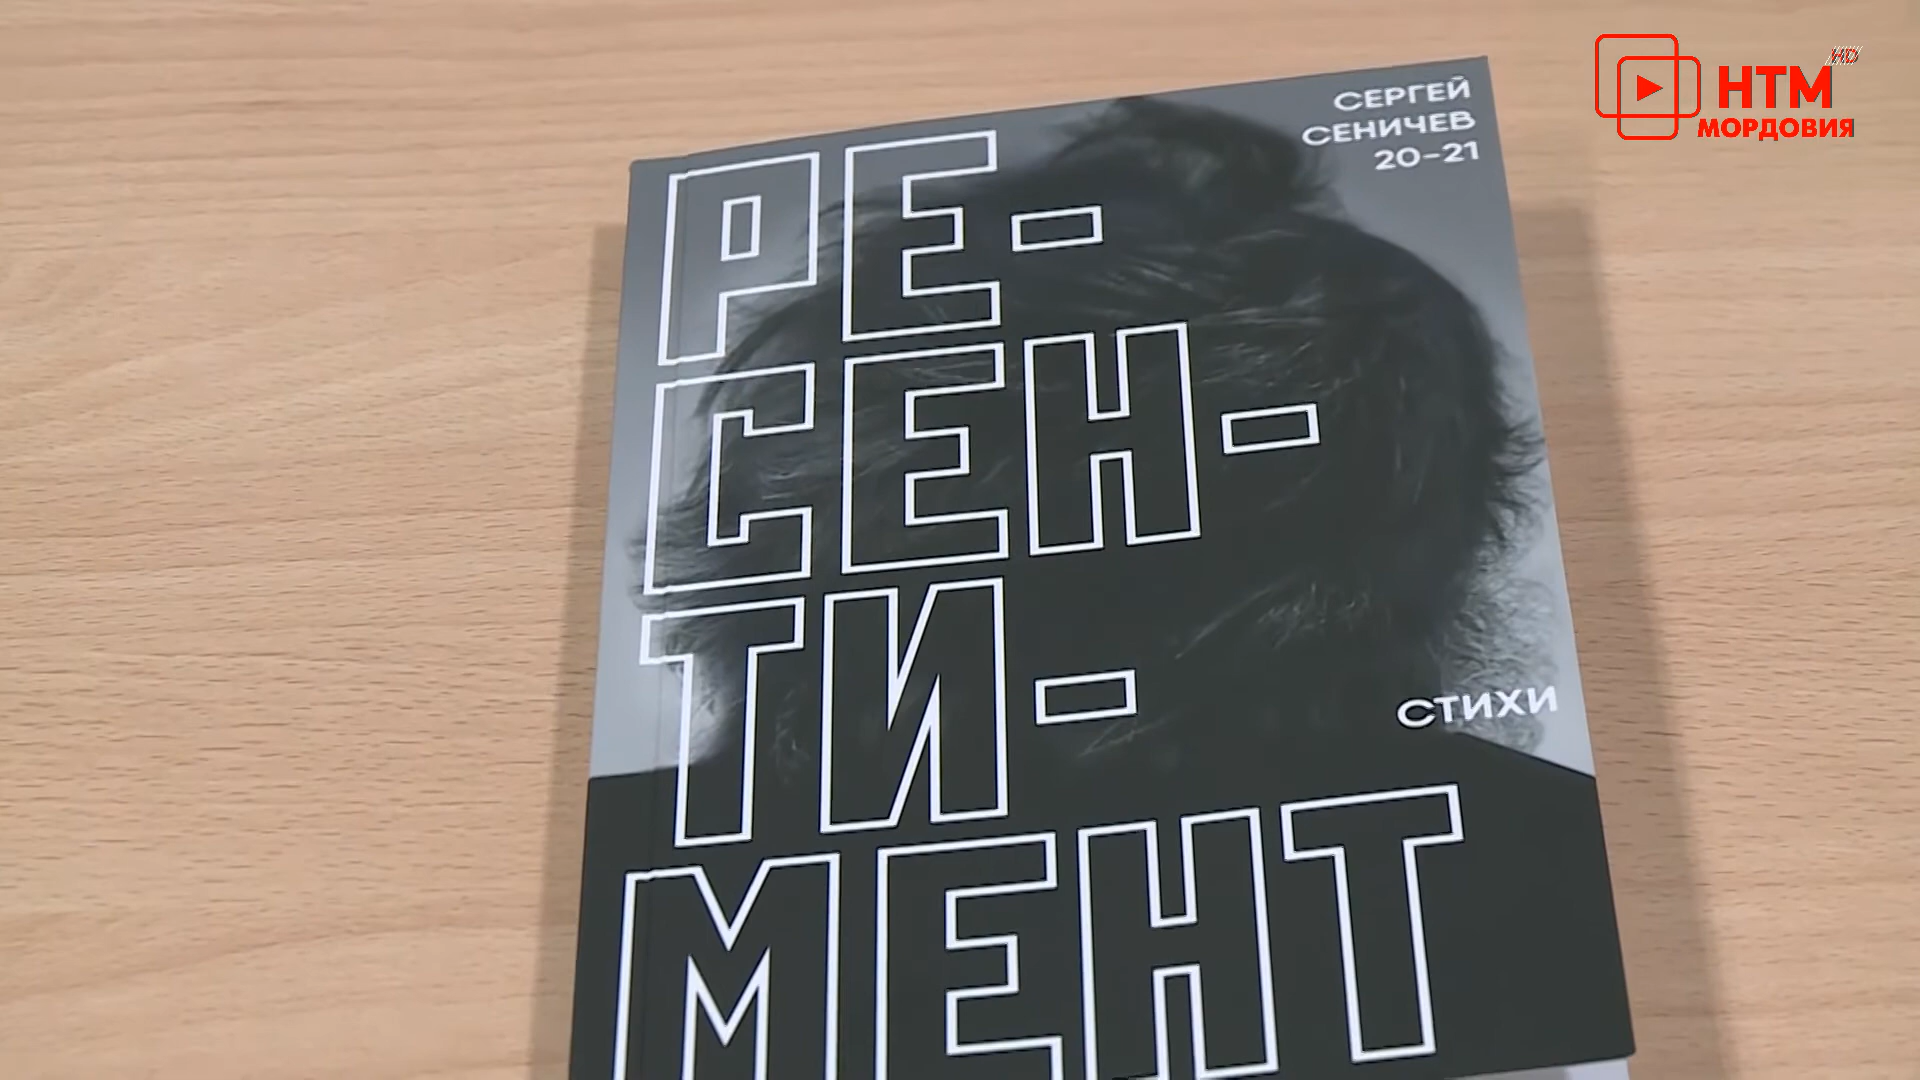 СЕРГЕЙ
СЕНИЧЕВ
20-21
РЕ-
СЕН-
ТИ-
МЕНТ
СТИХИ
НТМ HD
МОРДОВИЯ